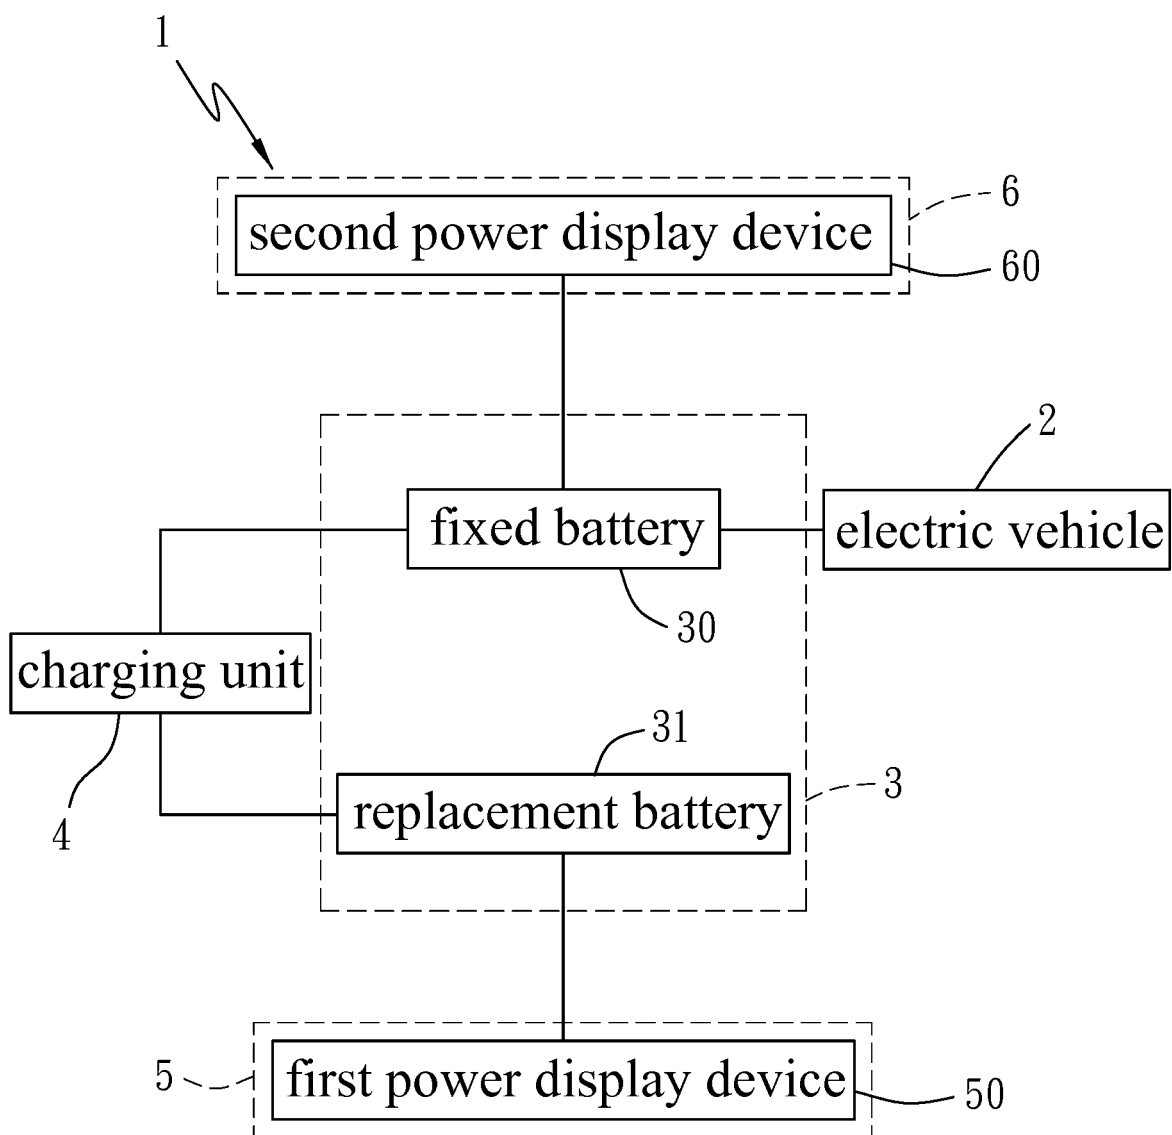 1
6
second power display device
60
2
fixed battery
electric vehicle
30
charging unit
31
3
replacement battery
4
5
first power display device
50